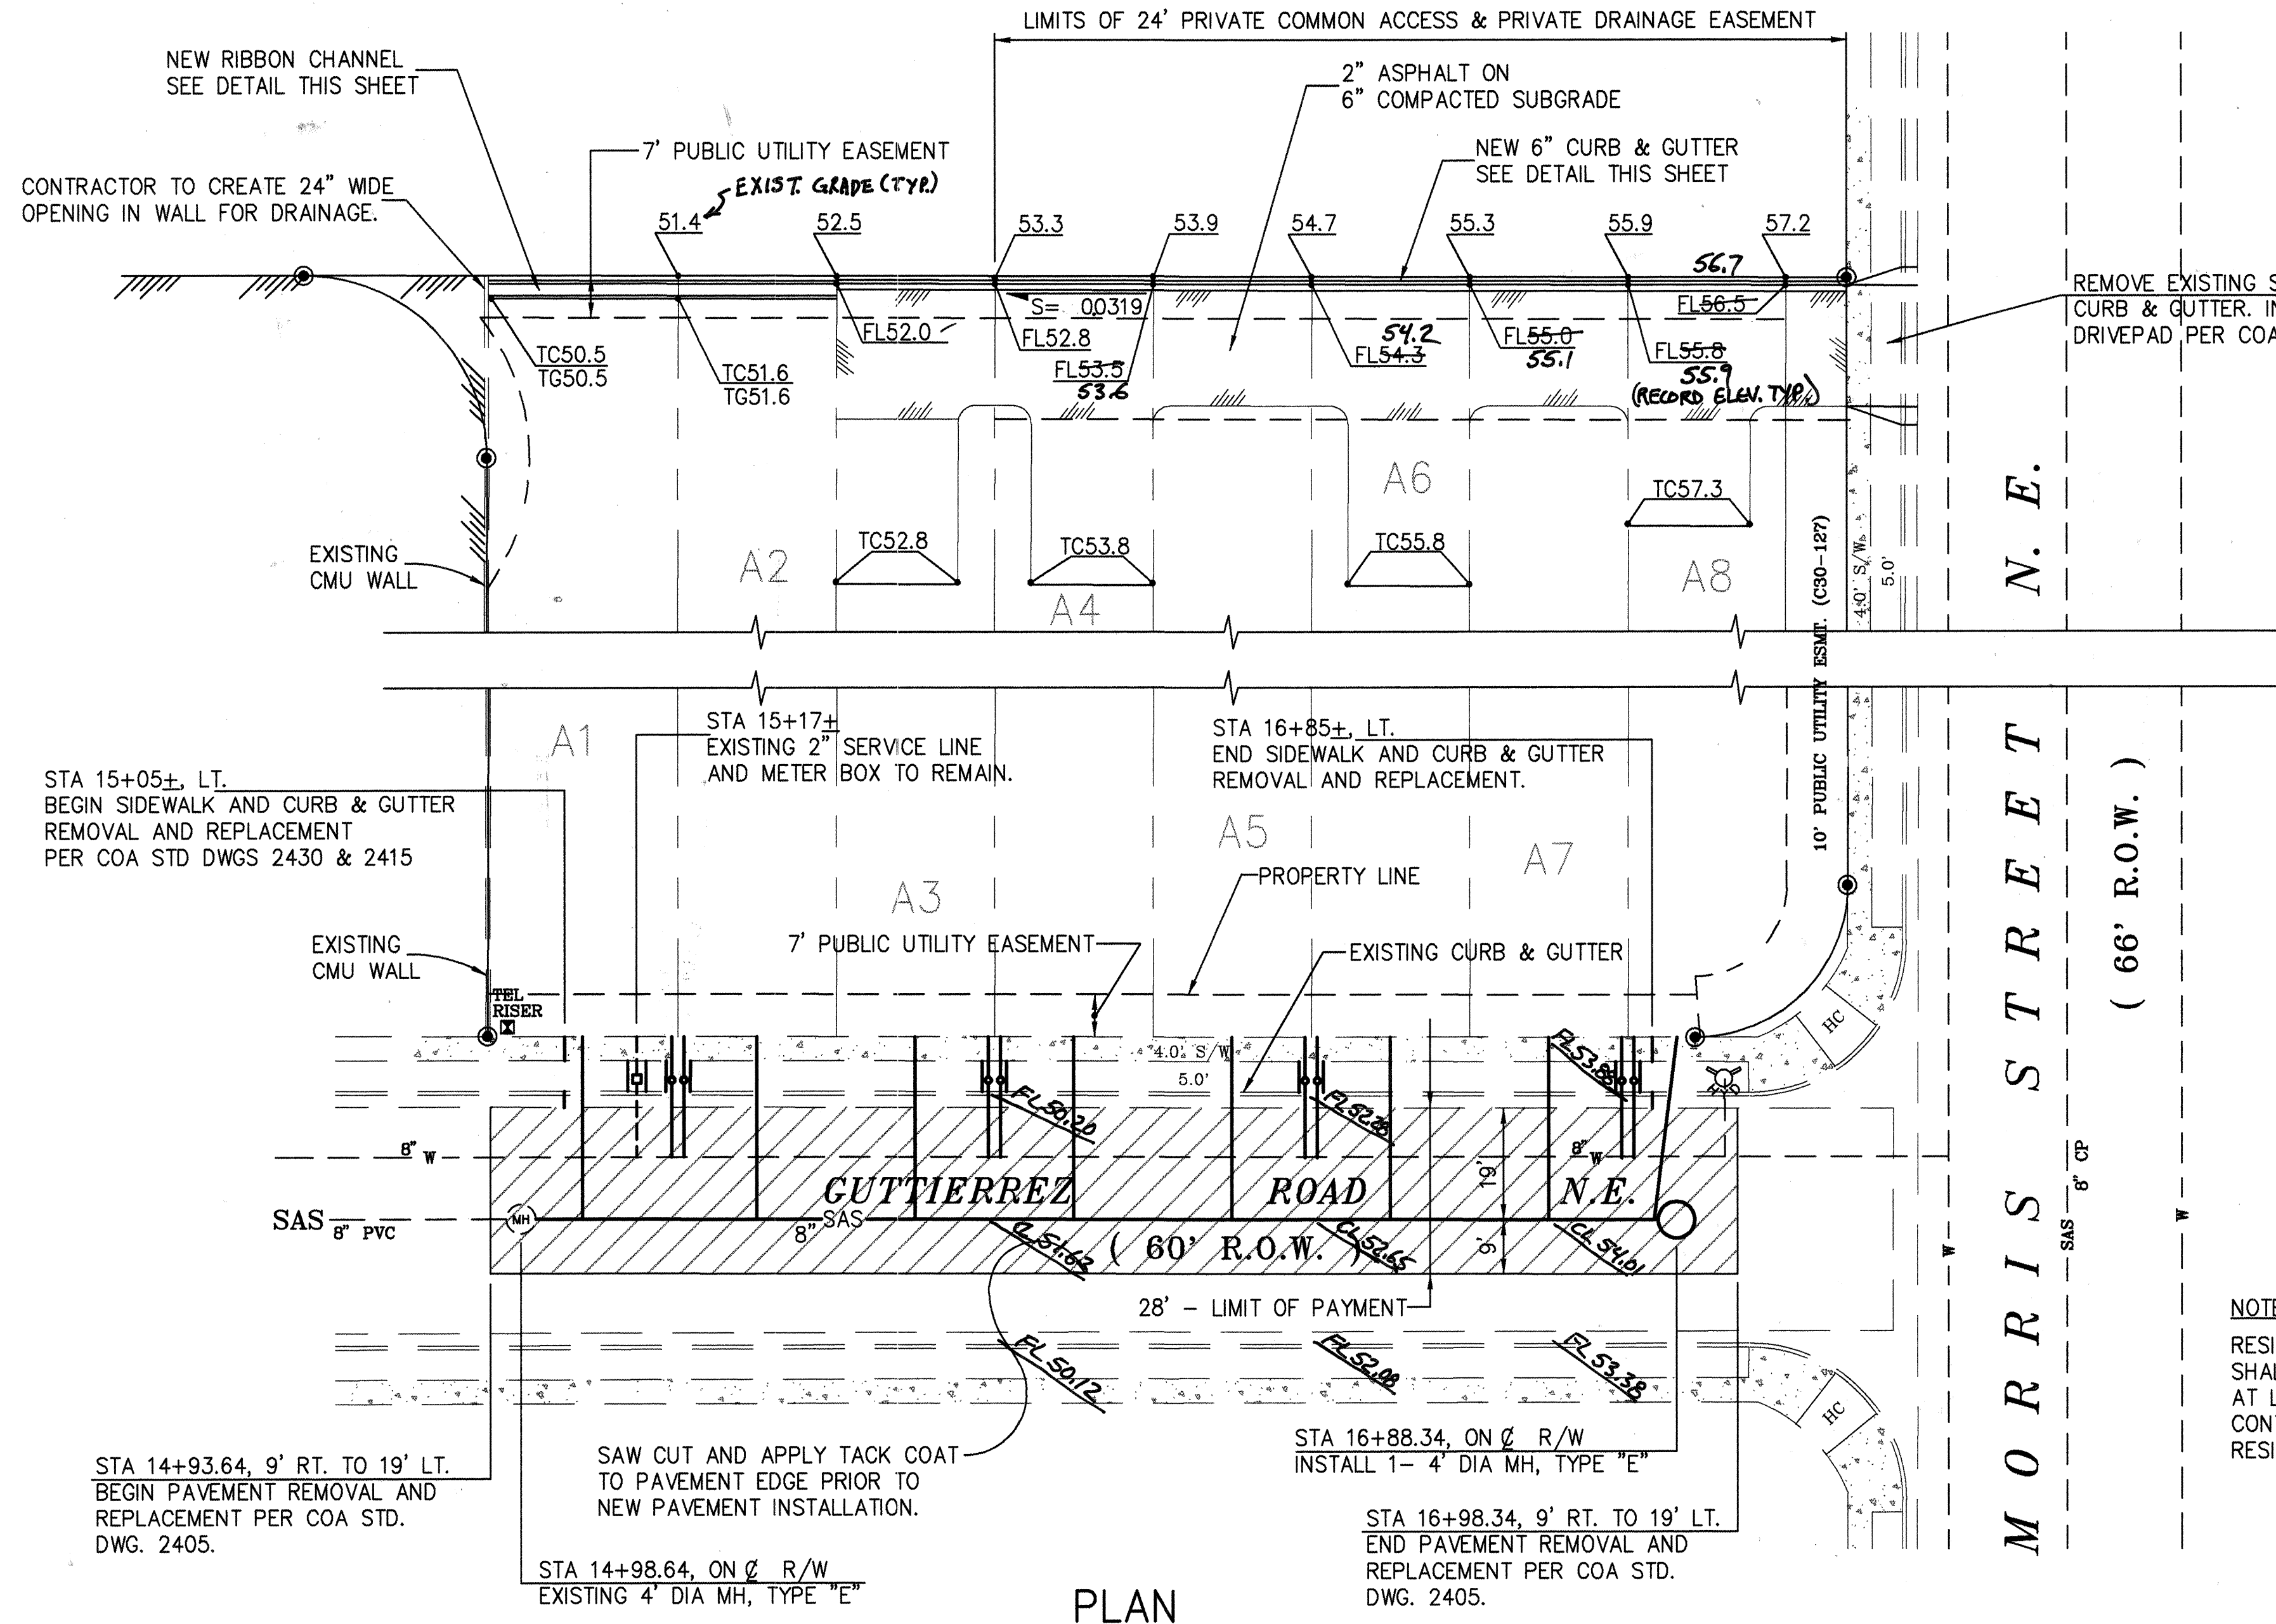 LIMITS OF 24' PRIVATE COMMON ACCESS & PRIVATE DRAINAGE EASEMENT
NEW RIBBON CHANNEL
SEE DETAIL THIS SHEET
2" ASPHALT ON
6" COMPACTED SUBGRADE
7' PUBLIC UTILITY EASEMENT
EXIST. GRADE (TYP.)
NEW 6" CURB & GUTTER
SEE DETAIL THIS SHEET
CONTRACTOR TO CREATE 24" WIDE
OPENING IN WALL FOR DRAINAGE.
51.4
52.5
53.3
53.9
54.7
55.3
55.9
57.2
56.7
REMOVE EXISTING S
CURB & GUTTER. IN
DRIVEPAD PER COA
S= 0.0319
FL56.5
FL52.0
FL52.8
54.2
FL54.3
FL55.0
55.1
FL55.8
55.9
(RECORD ELEV. TYP.)
FL53.5
53.6
TC50.5
TG50.5
TC51.6
TG51.6
A6
TC57.3
TC52.8
TC53.8
TC55.8
EXISTING
CMU WALL
A2
A4
A8
10' PUBLIC UTILITY ESMT. (C30-127)
4.0' S/W
5.0'
MORRIS STREET N. E.
( 66' R.O.W. )
A1
STA 15+17±
EXISTING 2" SERVICE LINE
AND METER BOX TO REMAIN.
STA 16+85±, LT.
END SIDEWALK AND CURB & GUTTER
REMOVAL AND REPLACEMENT.
STA 15+05±, LT.
BEGIN SIDEWALK AND CURB & GUTTER
REMOVAL AND REPLACEMENT
PER COA STD DWGS 2430 & 2415
A5
A7
PROPERTY LINE
A3
7' PUBLIC UTILITY EASEMENT
EXISTING CURB & GUTTER
EXISTING
CMU WALL
TEL
RISER
HC
4.0' S/W
5.0'
FL53.88
HYD
FL50.20
FL52.28
8" W
8" W
19'
GUTTIERREZ ROAD N.E.
SAS 8" PVC
MH
8" SAS
9'
( 60' R.O.W. )
CL51.63
CL52.65
CL54.01
W
SAS 8" CP
W
28' - LIMIT OF PAYMENT
FL50.12
FL52.08
FL53.38
HC
NOTE
RESI
SHAL
AT L
CONT
RESI
STA 14+93.64, 9' RT. TO 19' LT.
BEGIN PAVEMENT REMOVAL AND
REPLACEMENT PER COA STD.
DWG. 2405.
SAW CUT AND APPLY TACK COAT
TO PAVEMENT EDGE PRIOR TO
NEW PAVEMENT INSTALLATION.
STA 16+88.34, ON ℄ R/W
INSTALL 1- 4' DIA MH, TYPE "E"
STA 16+98.34, 9' RT. TO 19' LT.
END PAVEMENT REMOVAL AND
REPLACEMENT PER COA STD.
DWG. 2405.
STA 14+98.64, ON ℄ R/W
EXISTING 4' DIA MH, TYPE "E"
PLAN